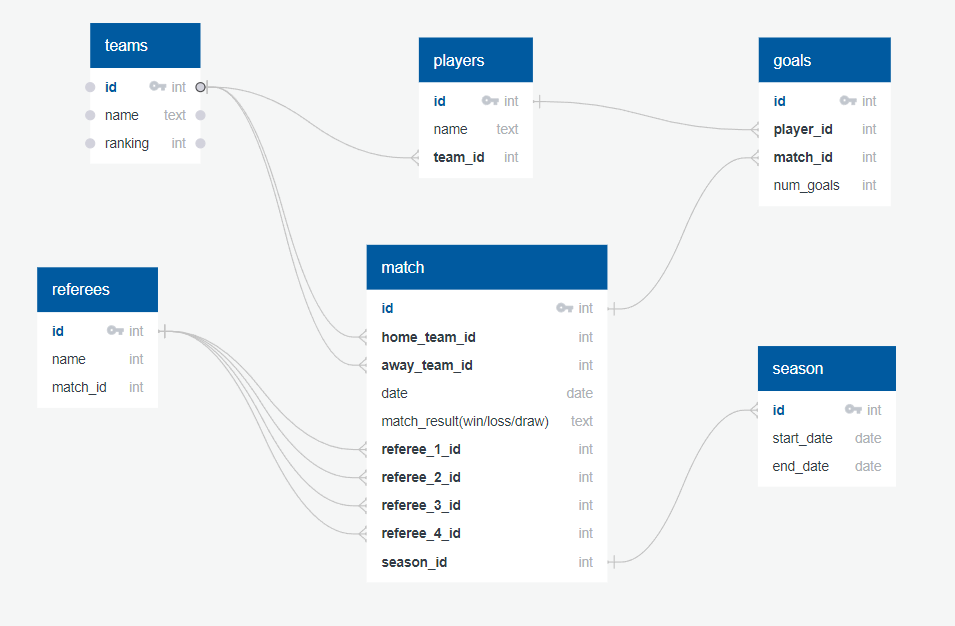 teams
id int
name text
ranking int
players
id int
name text
team_id int
goals
id int
player_id int
match_id int
num_goals int
referees
id int
name int
match_id int
match
id int
home_team_id int
away_team_id int
date date
match_result(win/loss/draw) text
referee_1_id int
referee_2_id int
referee_3_id int
referee_4_id int
season_id int
season
id int
start_date date
end_date date